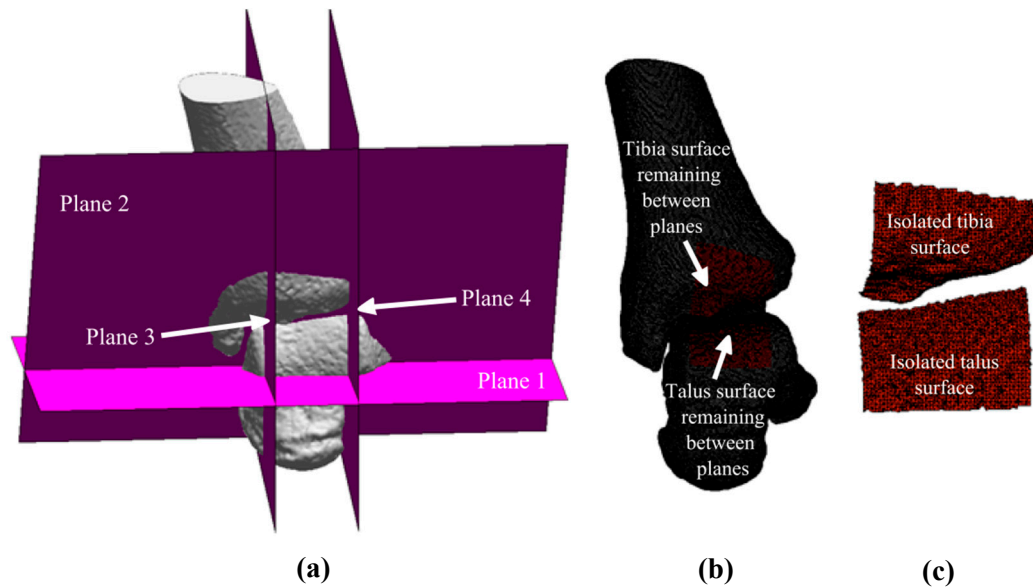 Plane 2
Plane 3
Plane 4
Plane 1
(a)
Tibia surface
remaining
between
planes
Talus surface
remaining
between
planes
(b)
Isolated tibia
surface
Isolated talus
surface
(c)